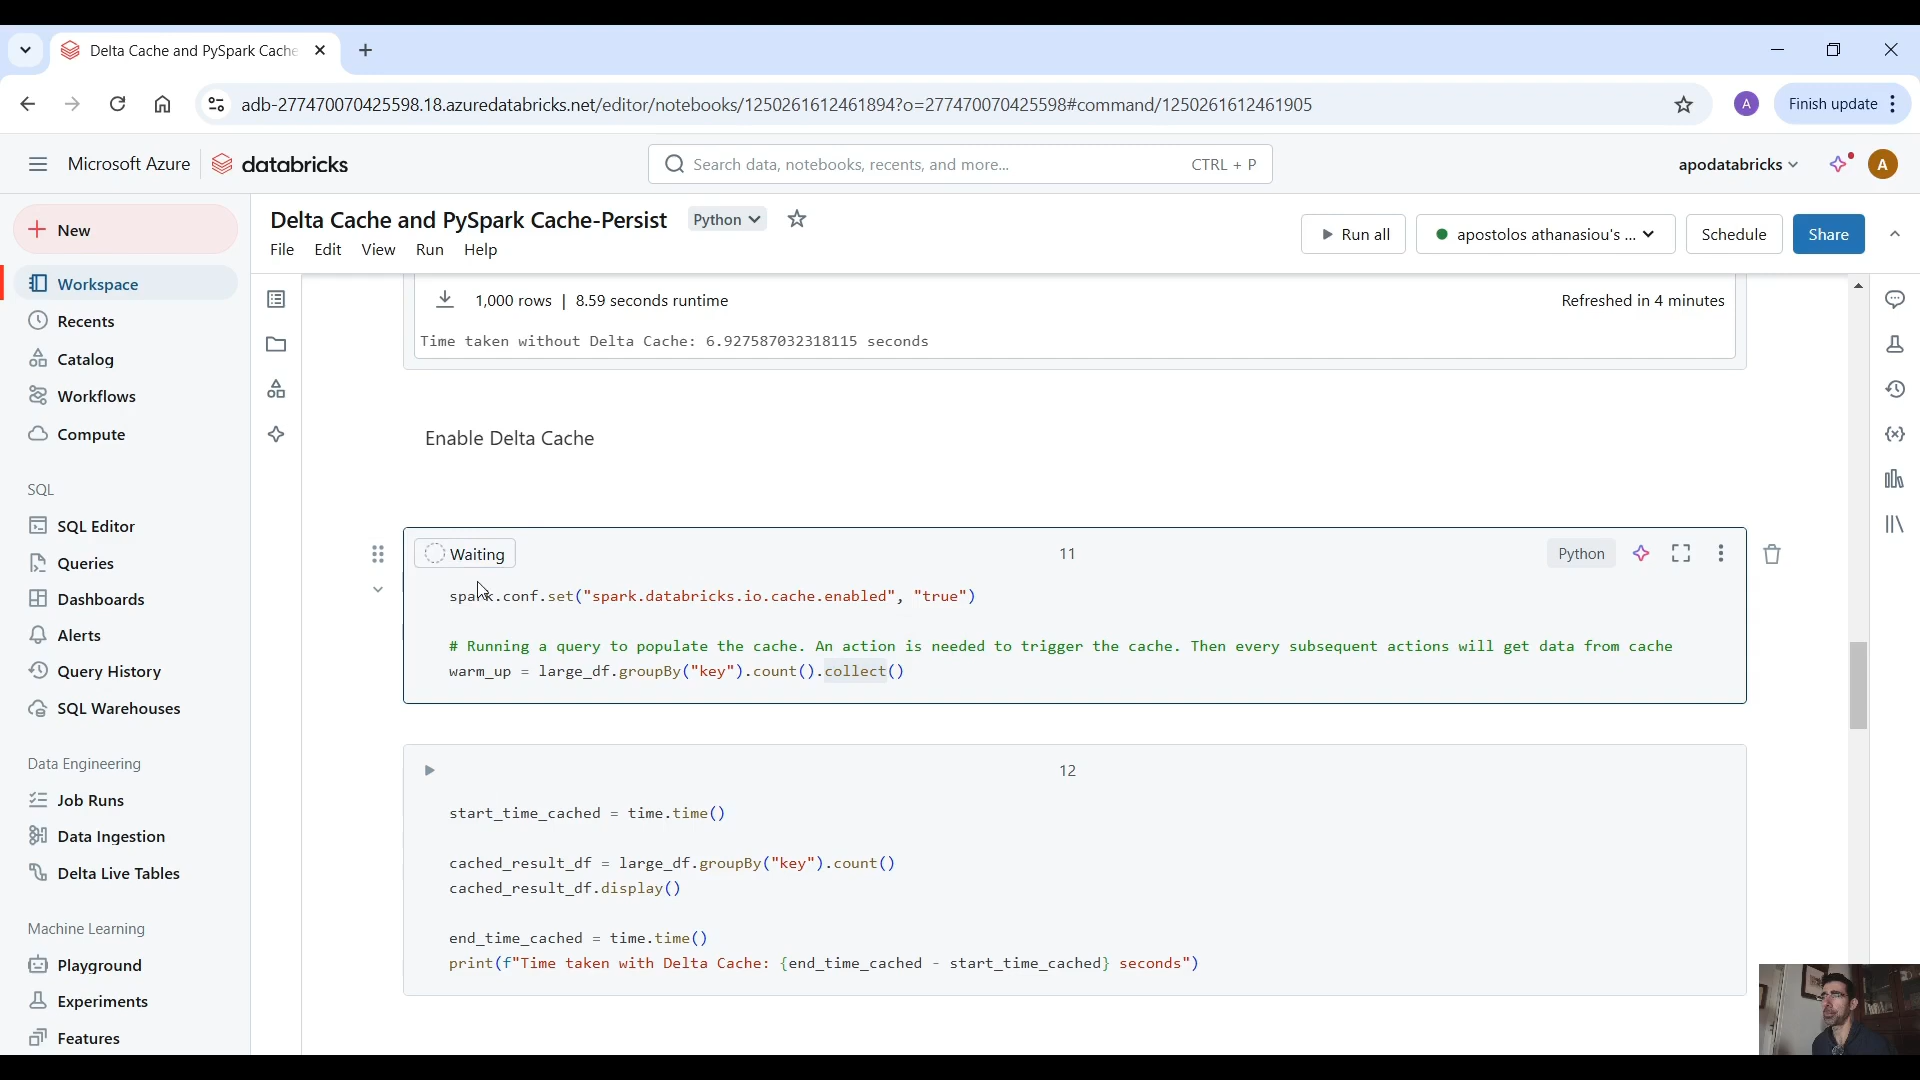 Delta Cache and PySpark Cache
adb-277470070425598.18.azuredatabricks.net/editor/notebooks/1250261612461894?o=277470070425598#command/1250261612461905
A
Finish update
Microsoft Azure
databricks
Search data, notebooks, recents, and more...
CTRL + P
apodatabricks
A
New
Workspace
Recents
Catalog
Workflows
Compute
SQL
SQL Editor
Queries
Dashboards
Alerts
Query History
SQL Warehouses
Data Engineering
Job Runs
Data Ingestion
Delta Live Tables
Machine Learning
Playground
Experiments
Features
Delta Cache and PySpark Cache-Persist
Python
File Edit View Run Help
Run all
apostolos athanasiou's ...
Schedule
Share
1,000 rows | 8.59 seconds runtime
Refreshed in 4 minutes
Time taken without Delta Cache: 6.927587032318115 seconds
Enable Delta Cache
Waiting
11
Python
spark.conf.set("spark.databricks.io.cache.enabled", "true")
# Running a query to populate the cache. An action is needed to trigger the cache. Then every subsequent actions will get data from cache
warm_up = large_df.groupBy("key").count().collect()
12
start_time_cached = time.time()
cached_result_df = large_df.groupBy("key").count()
cached_result_df.display()
end_time_cached = time.time()
print(f"Time taken with Delta Cache: {end_time_cached - start_time_cached} seconds")